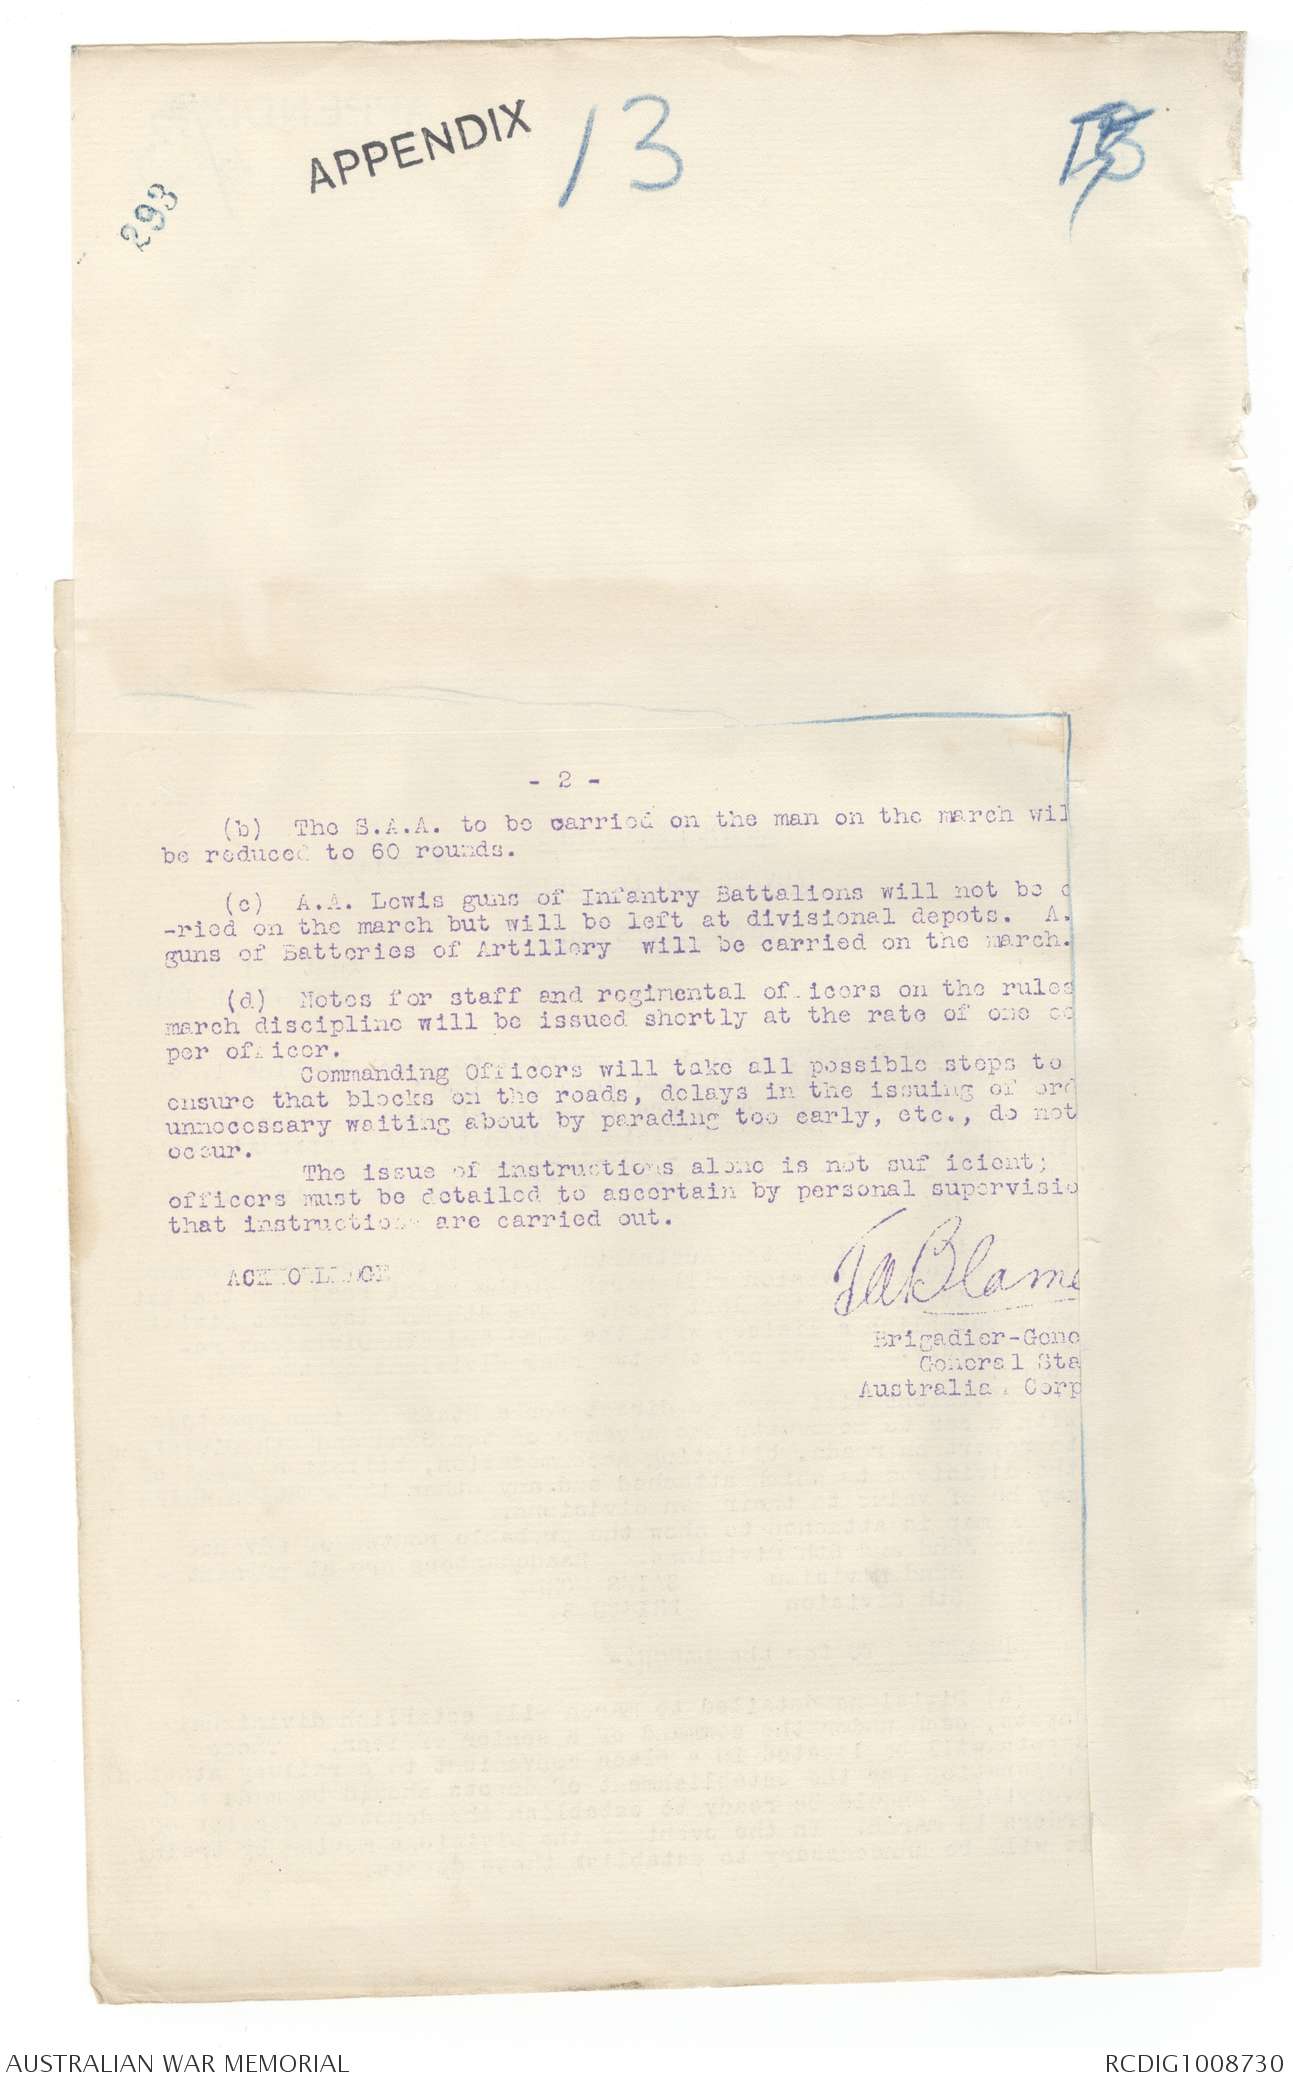 APPENDIX 13
293
- 2 -
(b) The S.A.A. to be carried on the man on the march wil
be reduced to 60 rounds.
(c) A.A. Lewis guns of Infantry Battalions will not be c
-ried on the march but will be left at divisional depots. A.
guns of Batteries of Artillery will be carried on the march.
(d) Notes for staff and regimental of icers on the rules
march discipline will be issued shortly at the rate of one co
per officer.
Commanding Officers will take all possible steps to
ensure that blocks on the roads, delays in the issuing of ord
unnecessary waiting about by parading too early, etc., do not
occur.
The issue of instructions alone is not suf icient;
officers must be detailed to ascertain by personal supervisio
that instructions are carried out.
ACKNOWLEDGE
TABlame
Brigadier-Gene
General Sta
Australian Corp
AUSTRALIAN WAR MEMORIAL
RCDIG1008730